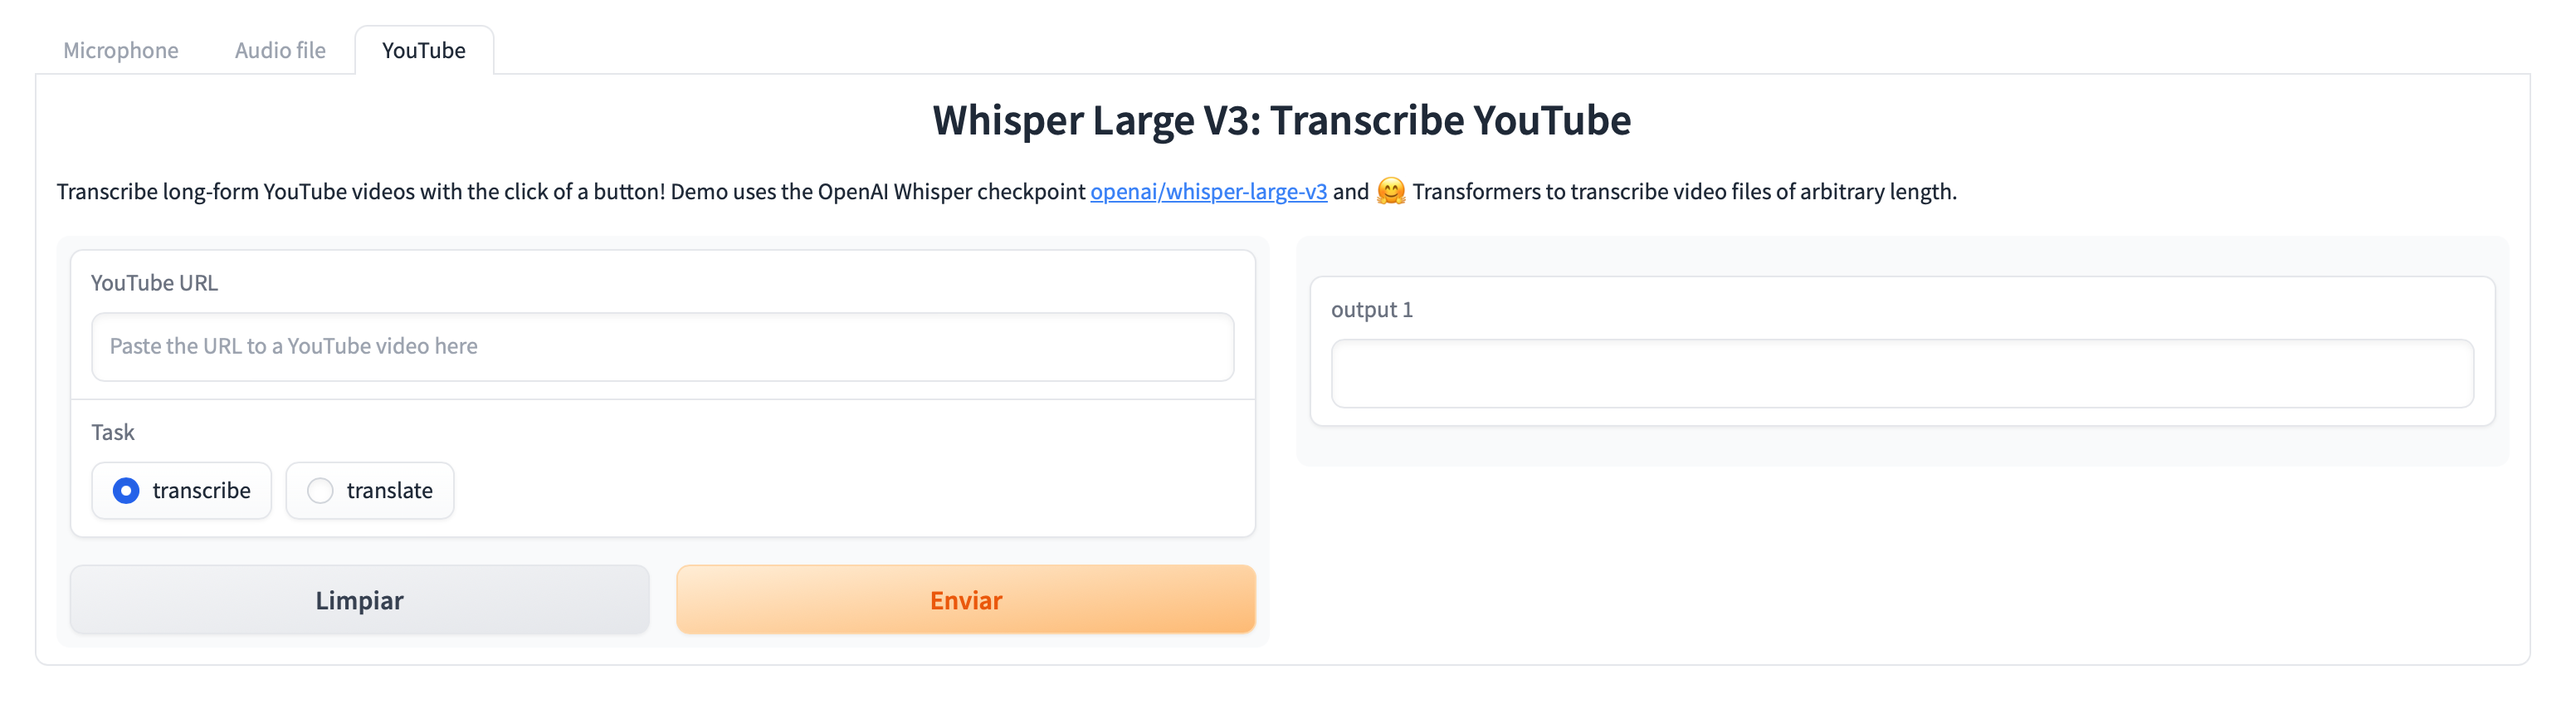 Microphone
Audio file
YouTube
Whisper Large V3: Transcribe YouTube
Transcribe long-form YouTube videos with the click of a button! Demo uses the OpenAI Whisper checkpoint openai/whisper-large-v3 and 🤗 Transformers to transcribe video files of arbitrary length.
YouTube URL
Paste the URL to a YouTube video here
Task
transcribe
translate
Limpiar
Enviar
output 1